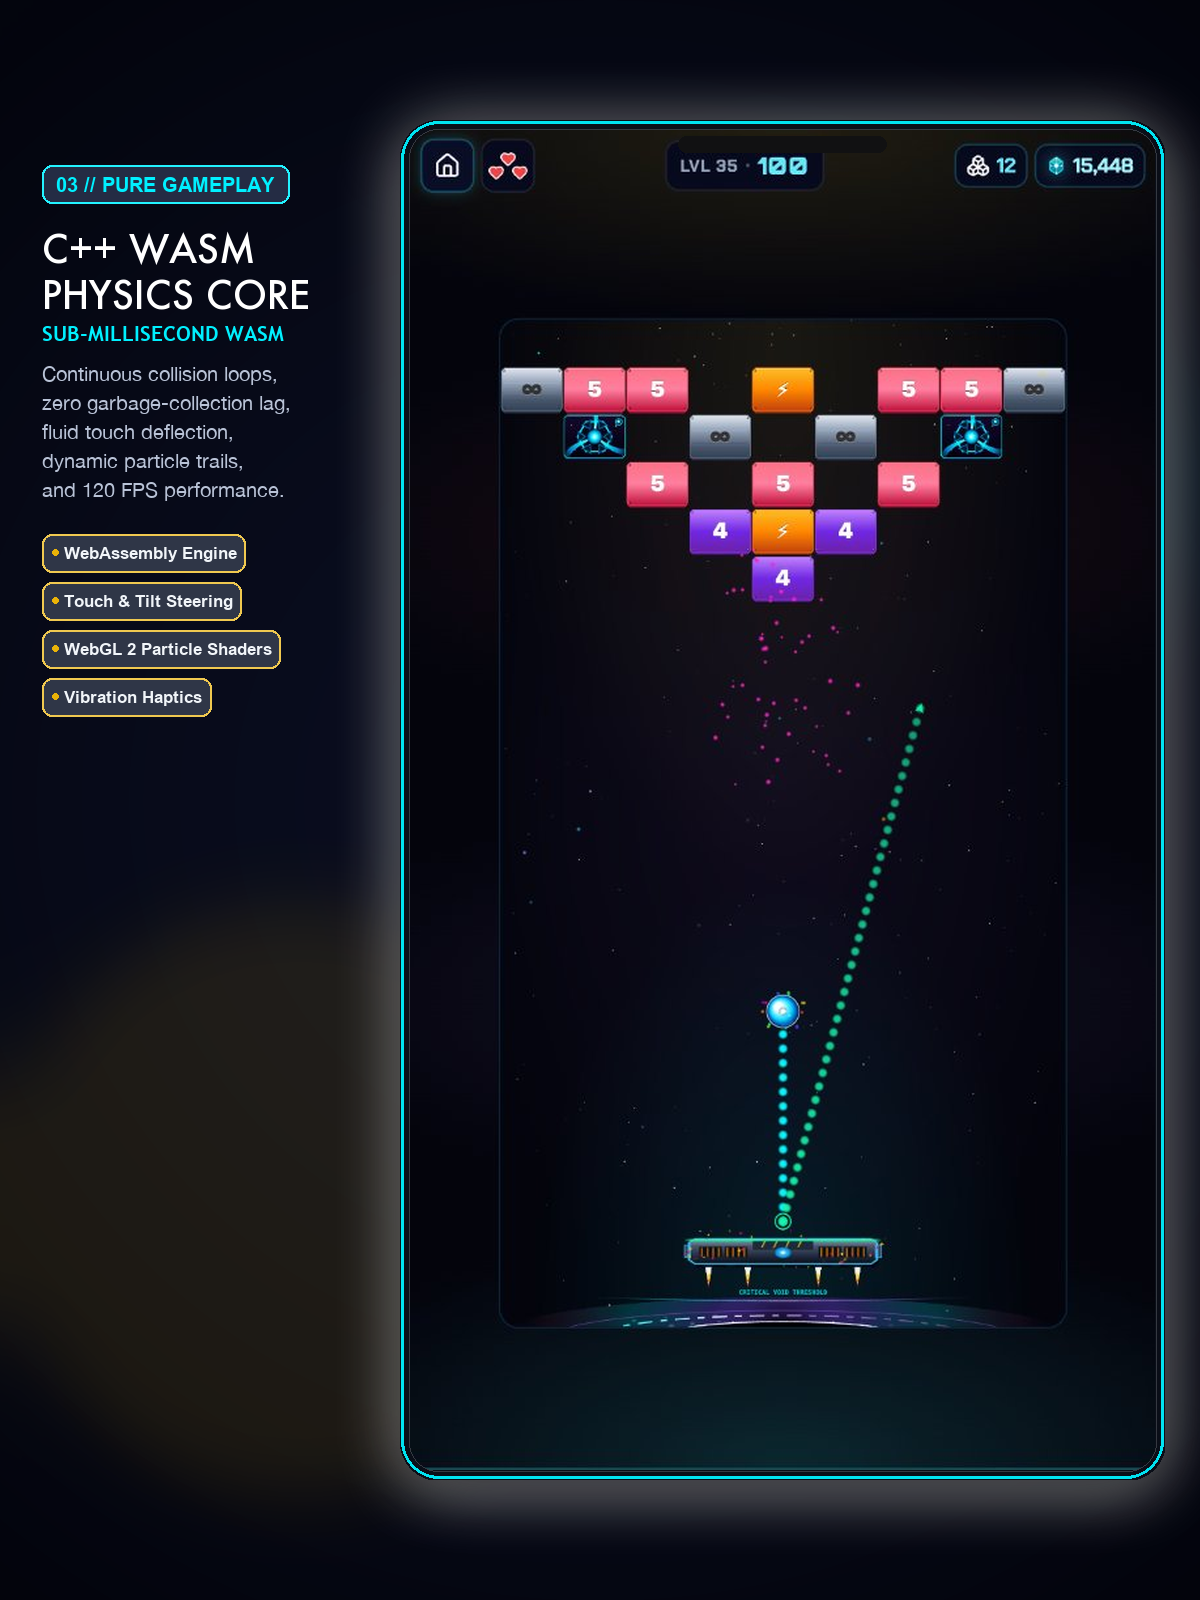 03 // PURE GAMEPLAY
C++ WASM
PHYSICS CORE
SUB-MILLISECOND WASM
Continuous collision loops,
zero garbage-collection lag,
fluid touch deflection,
dynamic particle trails,
and 120 FPS performance.
• WebAssembly Engine
• Touch & Tilt Steering
• WebGL 2 Particle Shaders
• Vibration Haptics
LVL 35 · 100
12
15,448
∞ 5 5 5 5 ∞
∞ ∞
5 5 5
4 4
4
CRITICAL VOID THRESHOLD